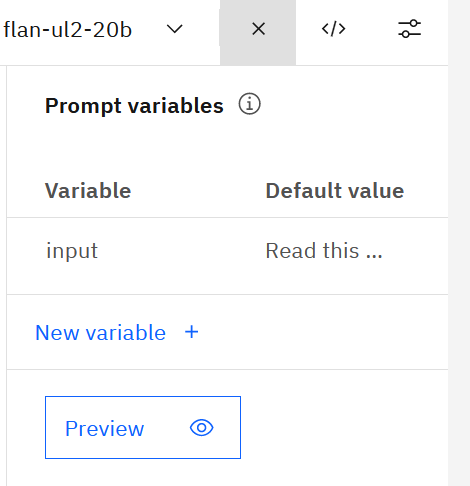 flan-ul2-20b
Prompt variables
Variable Default value
input Read this ...
New variable +
Preview